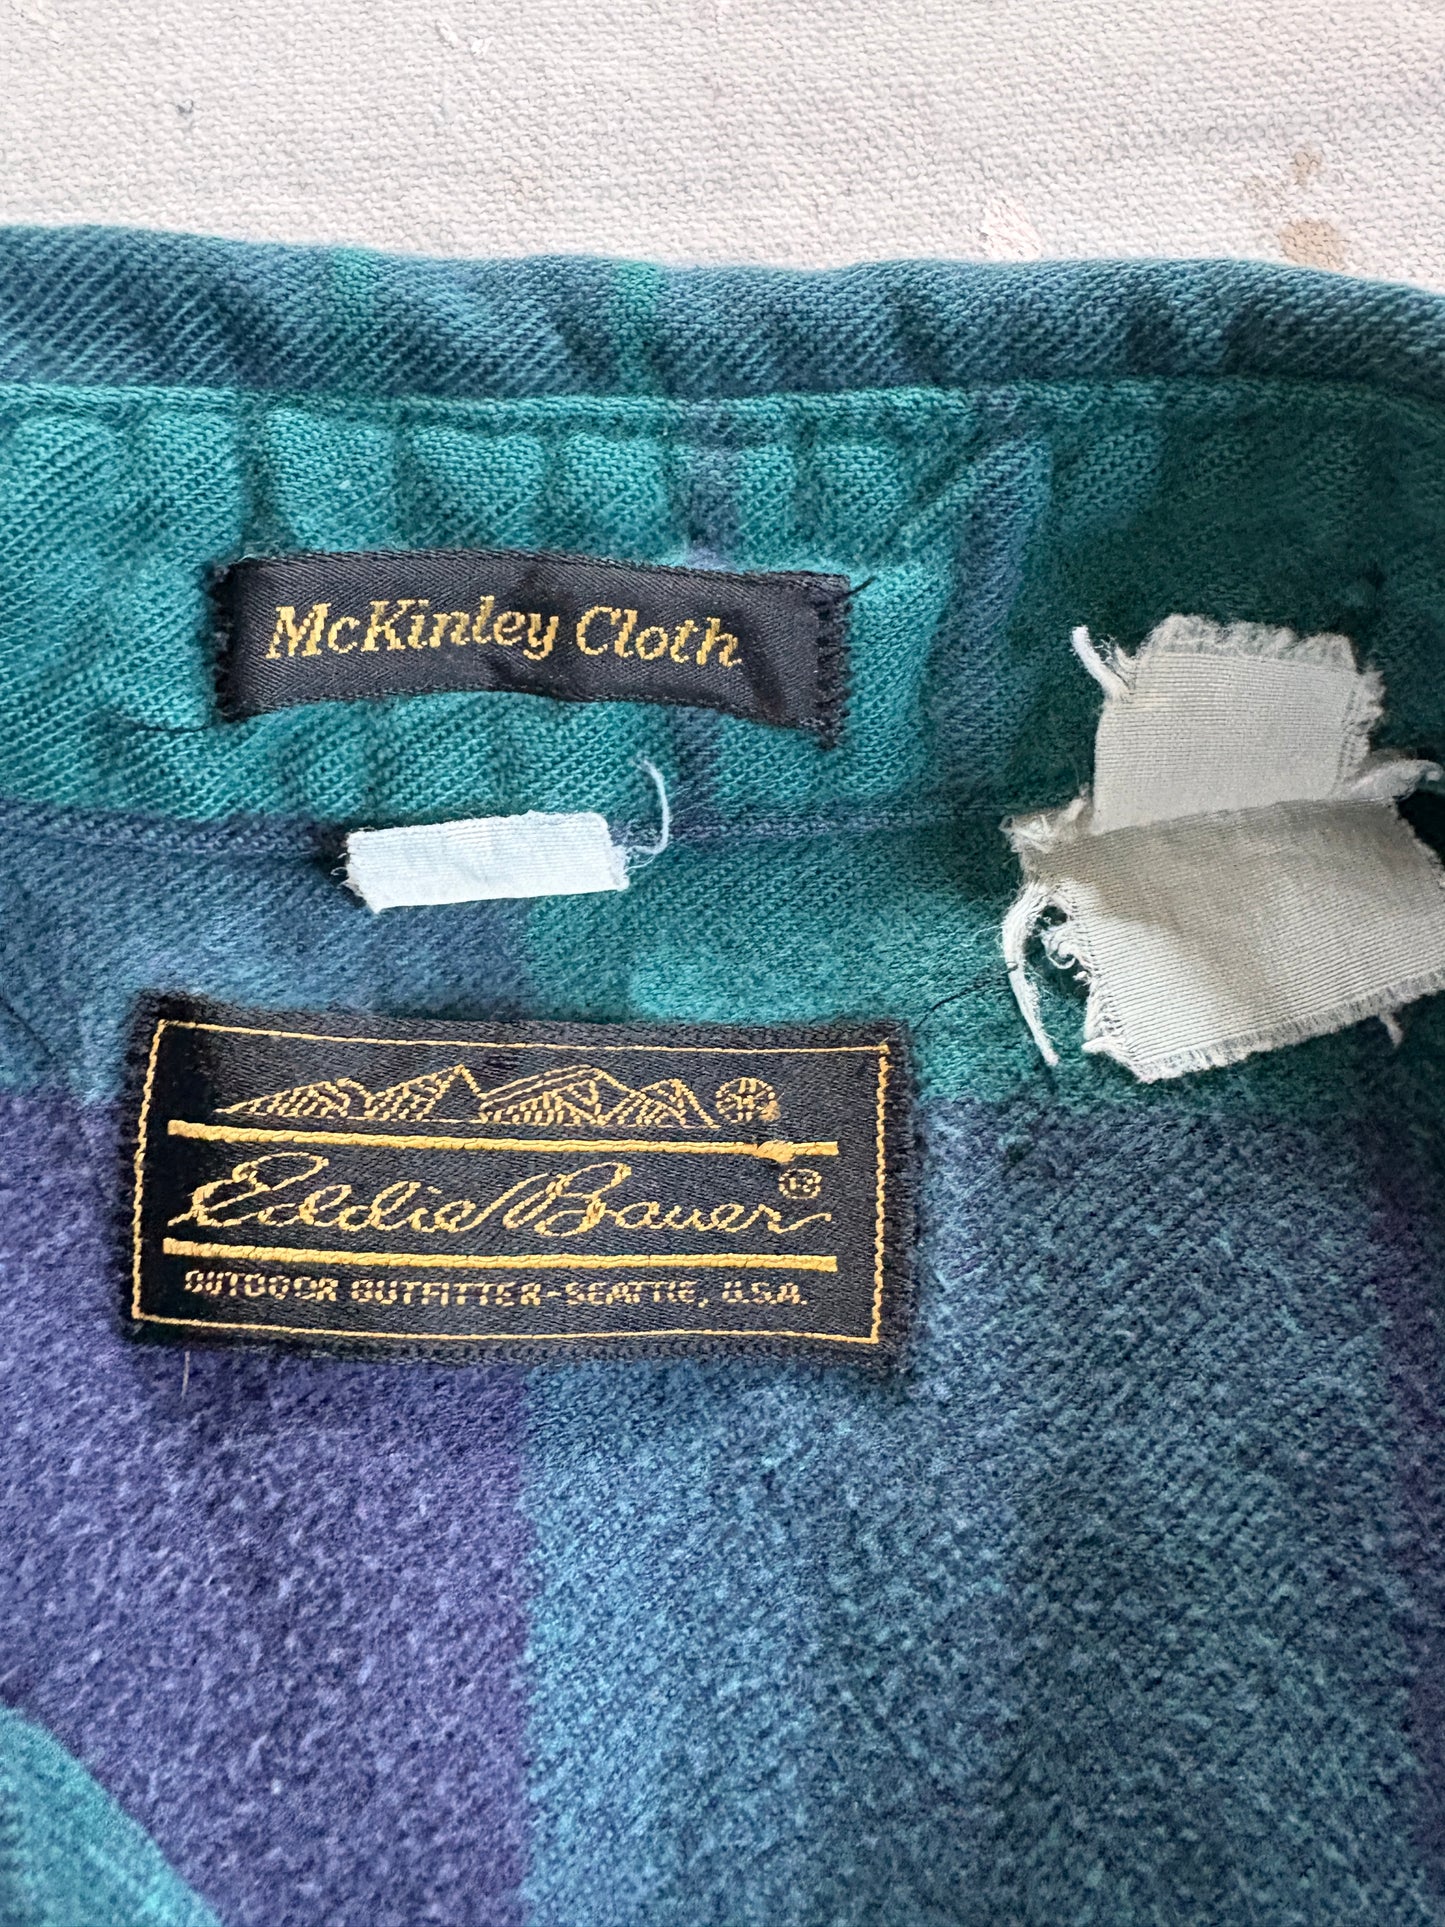 McKinley Cloth
Eddie Bauer
OUTDOOR OUTFITTER-SEATTLE, U.S.A.